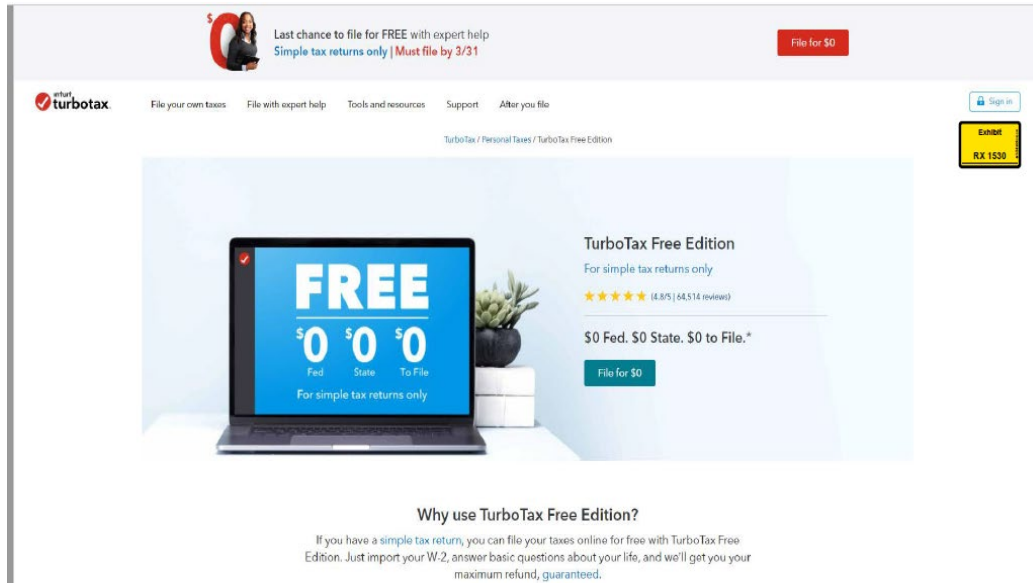 $0
Last chance to file for FREE with expert help
Simple tax returns only | Must file by 3/31
File for $0
intuit turbotax
File your own taxes File with expert help Tools and resources Support After you file
Sign in
TurboTax / Personal Taxes / TurboTax Free Edition
Exhibit
RX 1530
FREE
$0 $0 $0
Fed State To File
For simple tax returns only
TurboTax Free Edition
For simple tax returns only
(4.8/5 | 64,514 reviews)
$0 Fed. $0 State. $0 to File.*
File for $0
Why use TurboTax Free Edition?
If you have a simple tax return, you can file your taxes online for free with TurboTax Free
Edition. Just import your W-2, answer basic questions about your life, and we'll get you your
maximum refund, guaranteed.